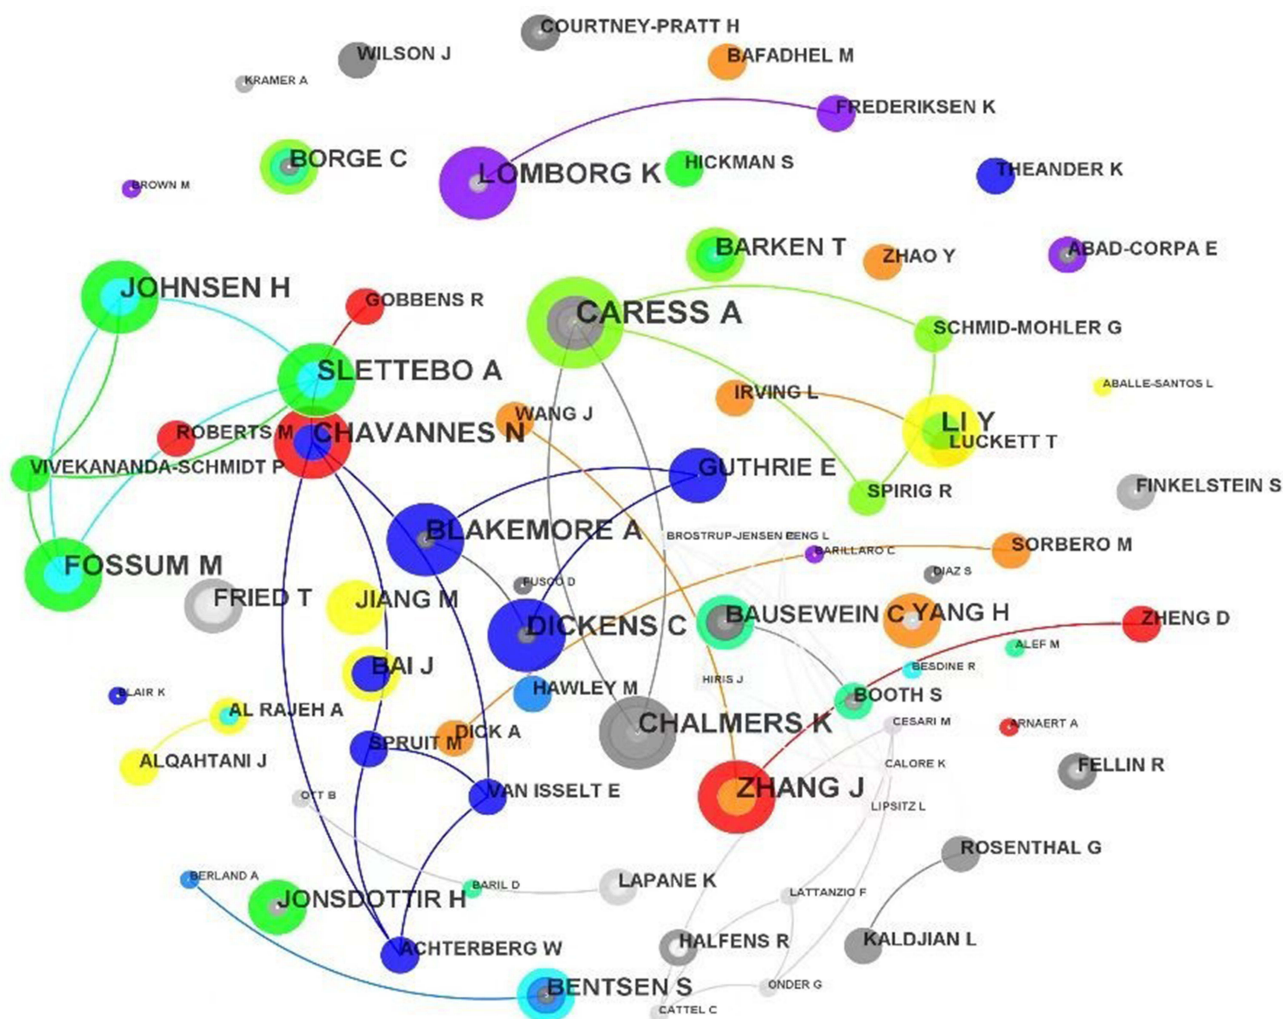 COURTNEY-PRATT H
WILSON J
BAFADHEL M
KRAMER A
FREDERIKSEN K
BORGE C
LOMBORG K
HICKMAN S
THEANDER K
BROWN M
BARKEN T
ZHAO Y
ABAD-CORPA E
JOHNSEN H
GOBBENS R
CARESS A
SCHMID-MOHLER G
SLETTEBO A
IRVING L
ABALLE-SANTOS L
WANG J
LI Y
ROBERTS M
CHAVANNES N
LUCKETT T
VIVEKANANDA-SCHMIDT P
GUTHRIE E
SPIRIG R
FINKELSTEIN S
BLAKEMORE A
BROSTRUP-JENSEN C
PENG L
BARILLARO C
SORBERO M
FOSSUM M
FUSCO D
DIAZ S
FRIED T
JIANG M
DICKENS C
BAUSEWEIN C
YANG H
ZHENG D
ALEF M
BAI J
BESDINE R
HIRIS J
BLAIR K
HAWLEY M
BOOTH S
AL RAJEH A
CHALMERS K
CESARI M
ARNAERT A
DICK A
SPRUIT M
ALQAHTANI J
CALORE K
FELLIN R
ZHANG J
VAN ISSELT E
OTT B
LIPSITZ L
ROSENTHAL G
BERLAND A
LAPANE K
BARIL D
LATTANZIO F
JONSDOTTIR H
HALFENS R
KALDJIAN L
ACHTERBERG W
BENTSEN S
ONDER G
CATTEL C